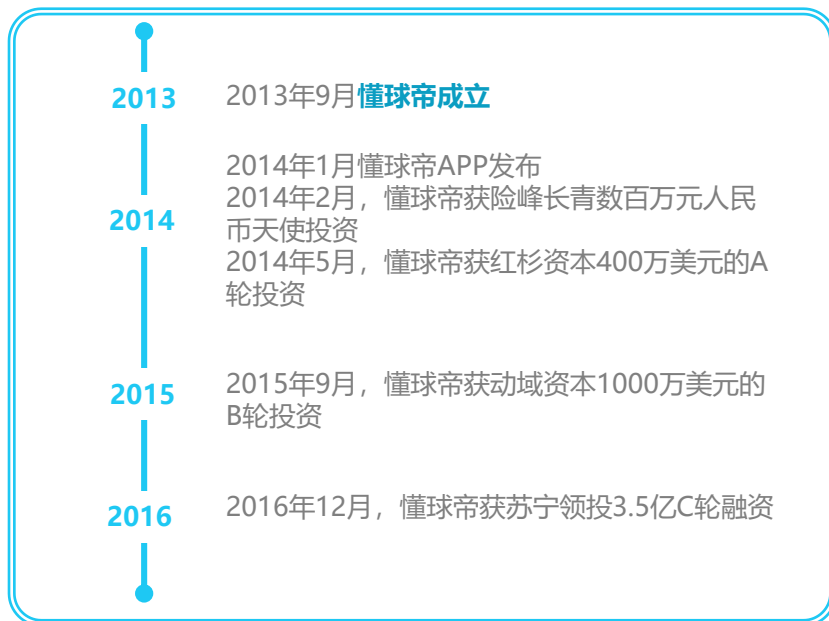 2013
2013年9月懂球帝成立
2014年1月懂球帝APP发布
2014年2月，懂球帝获险峰长青数百万元人民
币天使投资
2014
2014年5月，懂球帝获红杉资本400万美元的A
轮投资
2015
2015年9月，懂球帝获动域资本1000万美元的
B轮投资
2016
2016年12月，懂球帝获苏宁领投3.5亿C轮融资